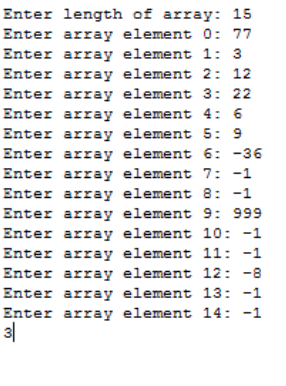 Enter length of array: 15
Enter array element 0: 77
Enter array element 1: 3
Enter array element 2: 12
Enter array element 3: 22
Enter array element 4: 6
Enter array element 5: 9
Enter array element 6: -36
Enter array element 7: -1
Enter array element 8: -1
Enter array element 9: 999
Enter array element 10: -1
Enter array element 11: -1
Enter array element 12: -8
Enter array element 13: -1
Enter array element 14: -1
3